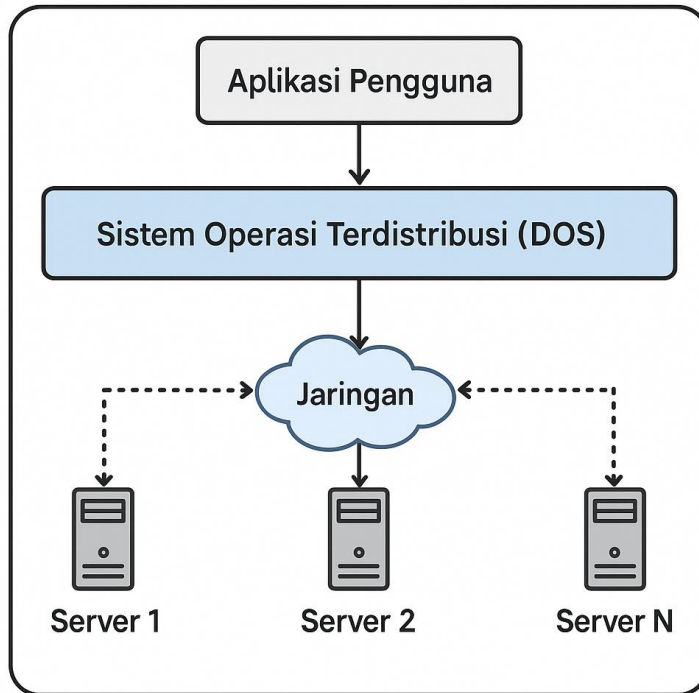 Aplikasi Pengguna
Sistem Operasi Terdistribusi (DOS)
Jaringan
Server 1
Server 2
Server N